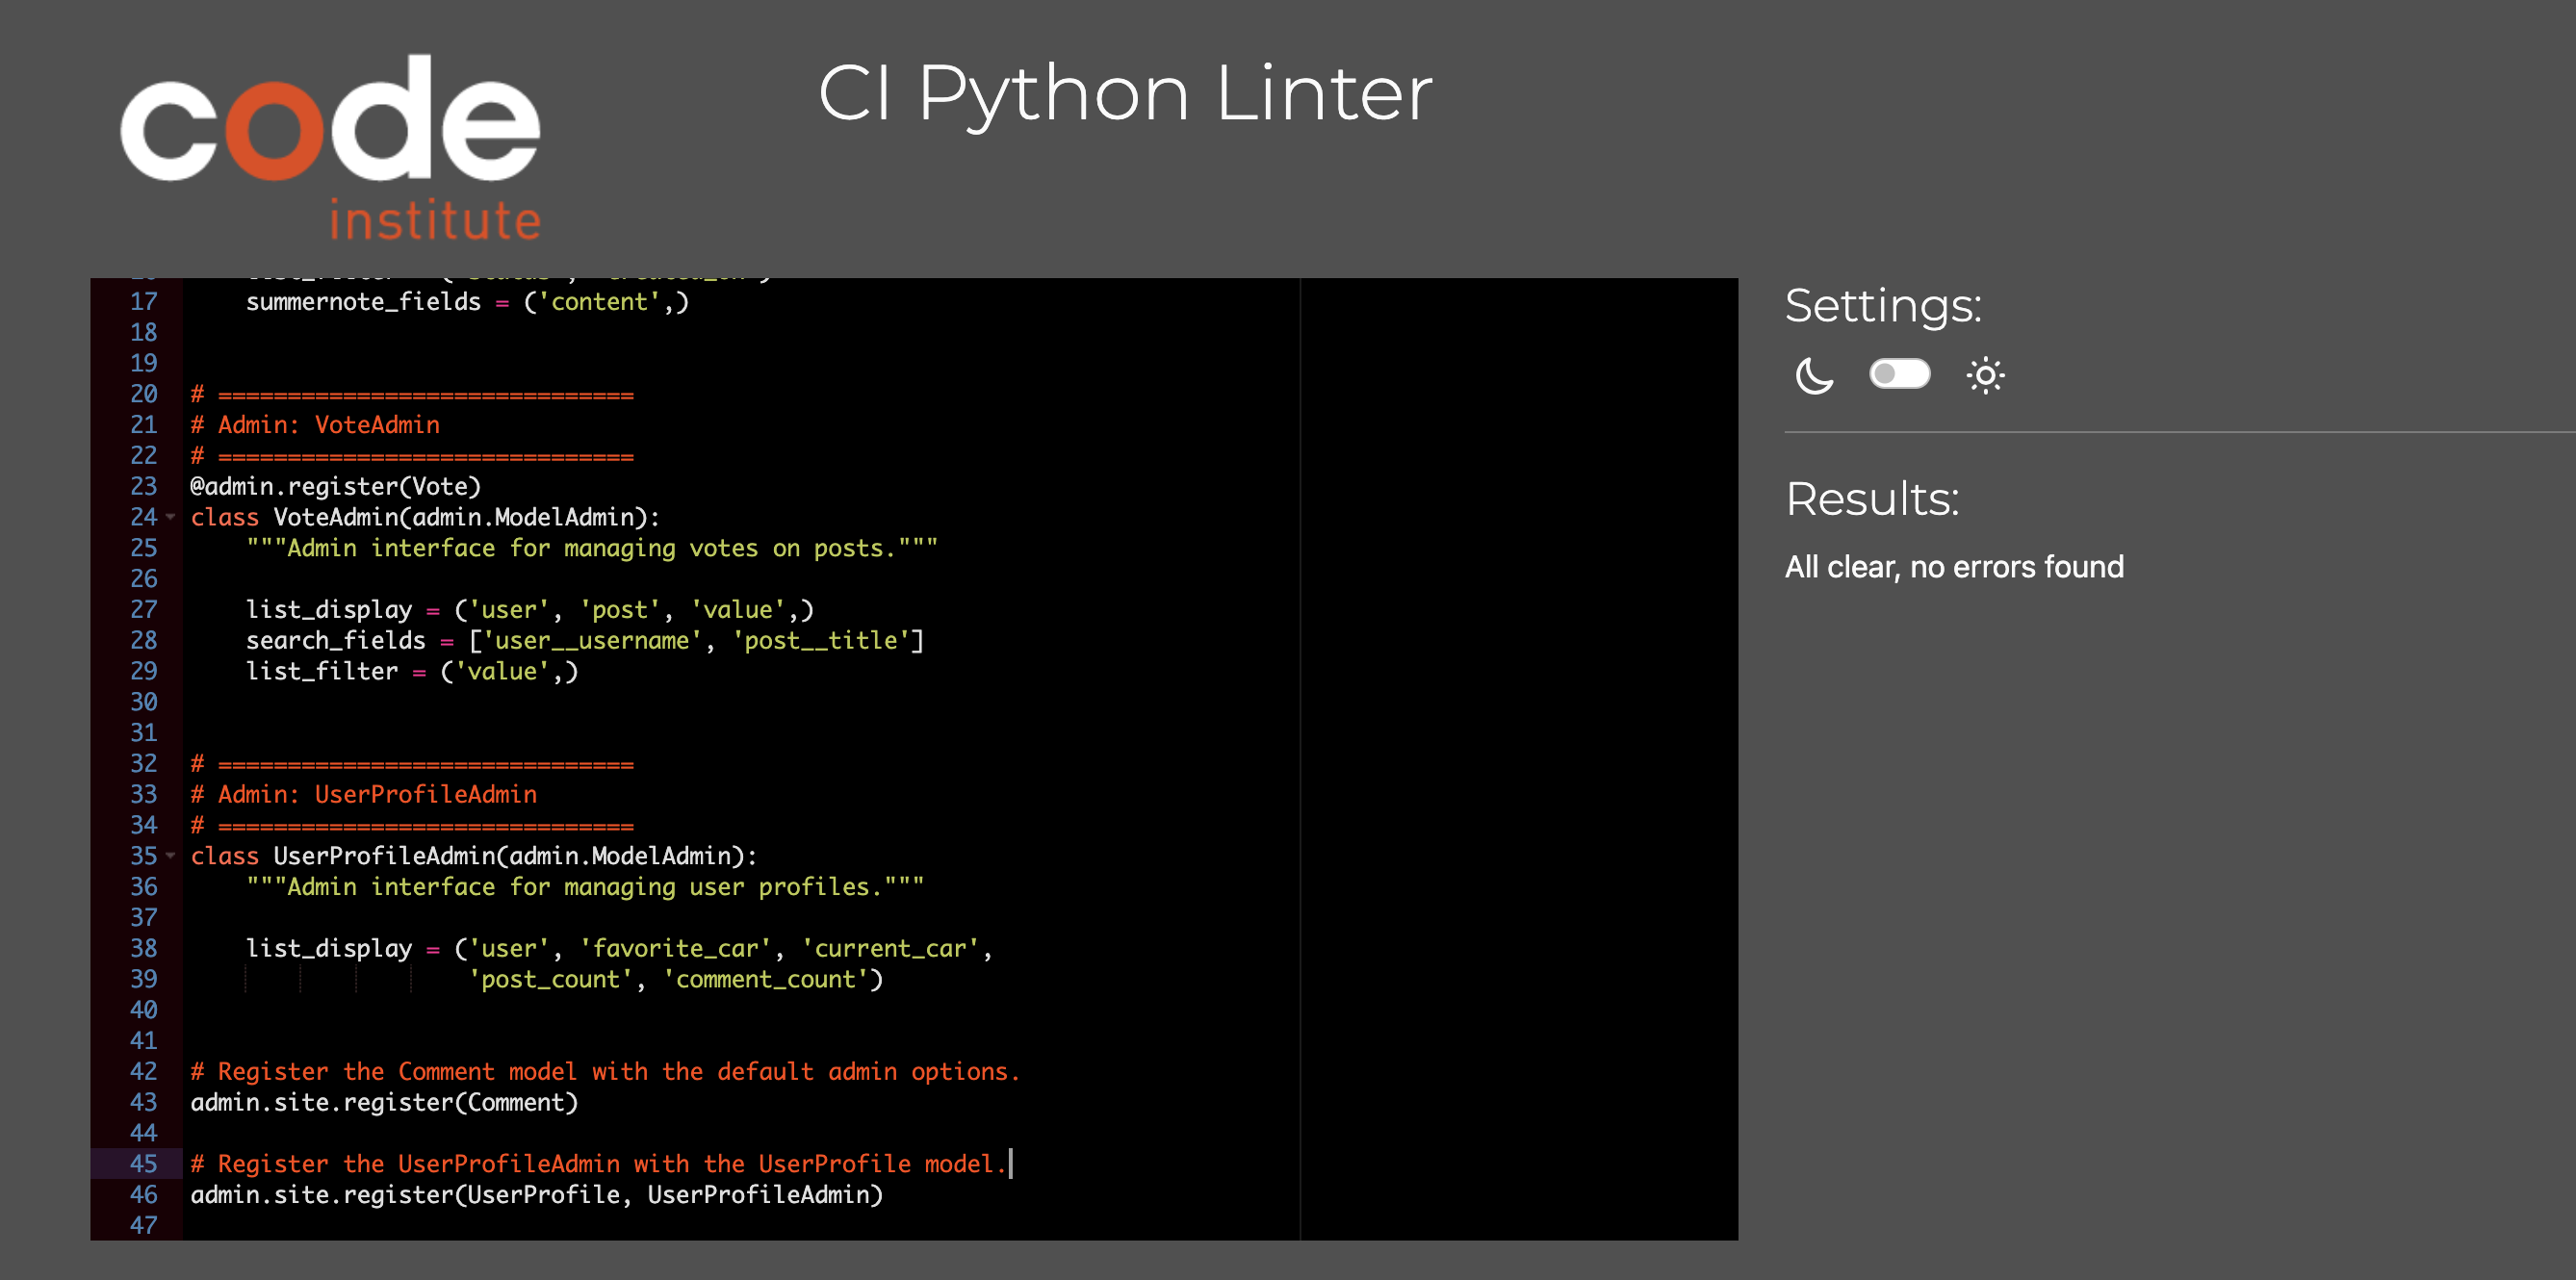 code
institute
CI Python Linter
17     summernote_fields = ('content',)
18
19
20 # ==============================
21 # Admin: VoteAdmin
22 # ==============================
23 @admin.register(Vote)
24 class VoteAdmin(admin.ModelAdmin):
25     """Admin interface for managing votes on posts."""
26
27     list_display = ('user', 'post', 'value',)
28     search_fields = ['user__username', 'post__title']
29     list_filter = ('value',)
30
31
32 # ==============================
33 # Admin: UserProfileAdmin
34 # ==============================
35 class UserProfileAdmin(admin.ModelAdmin):
36     """Admin interface for managing user profiles."""
37
38     list_display = ('user', 'favorite_car', 'current_car',
39                     'post_count', 'comment_count')
40
41
42 # Register the Comment model with the default admin options.
43 admin.site.register(Comment)
44
45 # Register the UserProfileAdmin with the UserProfile model.
46 admin.site.register(UserProfile, UserProfileAdmin)
47
Settings:
Results:
All clear, no errors found